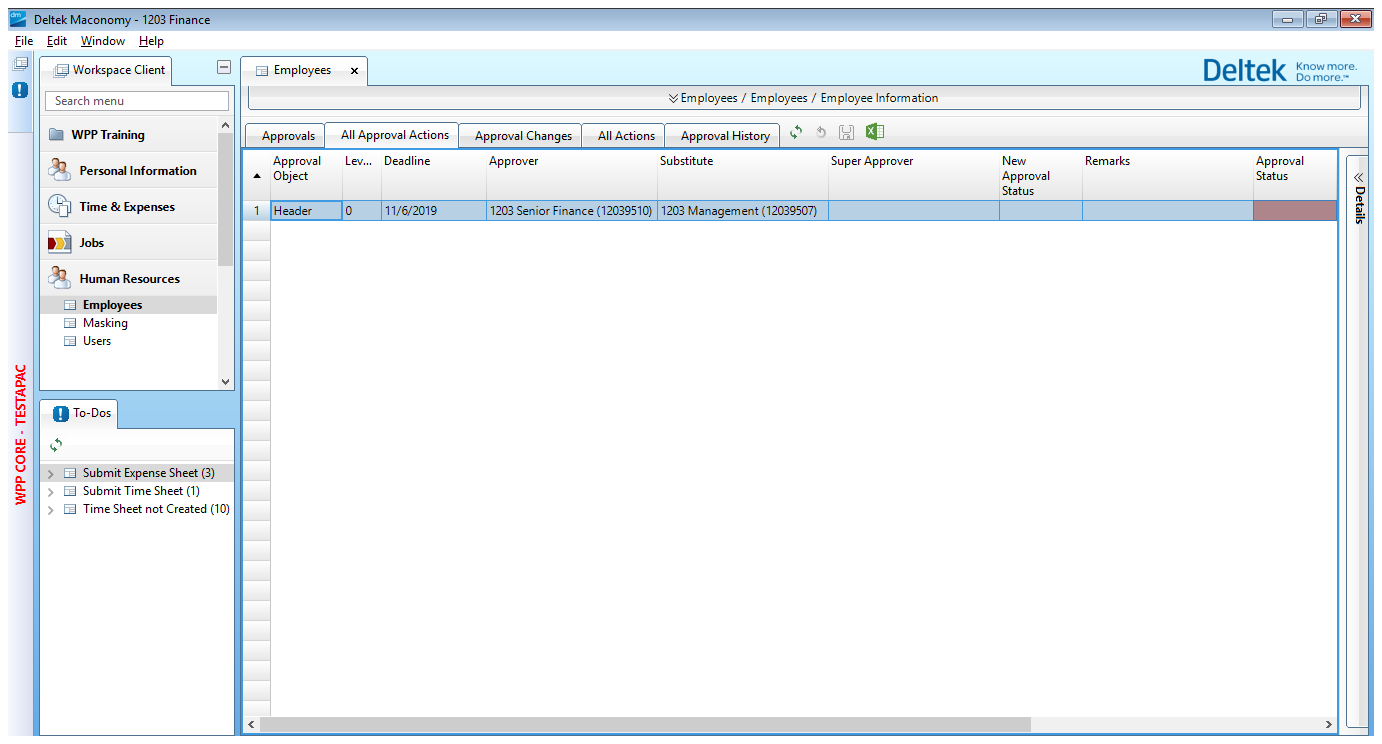 dm
Deltek Maconomy - 1203 Finance
File Edit Window Help
Workspace Client
Employees x
Deltek Know more.
Do more.™
Search menu
Employees / Employees / Employee Information
WPP Training
Personal Information
Time & Expenses
Jobs
Human Resources
Employees
Masking
Users
Approvals All Approval Actions Approval Changes All Actions Approval History
Approval Object Lev... Deadline Approver Substitute Super Approver New Approval Status Remarks Approval Status
1 Header 0 11/6/2019 1203 Senior Finance (12039510) 1203 Management (12039507)
Details
To-Dos
Submit Expense Sheet (3)
Submit Time Sheet (1)
Time Sheet not Created (10)
WPP CORE - TESTAPAC